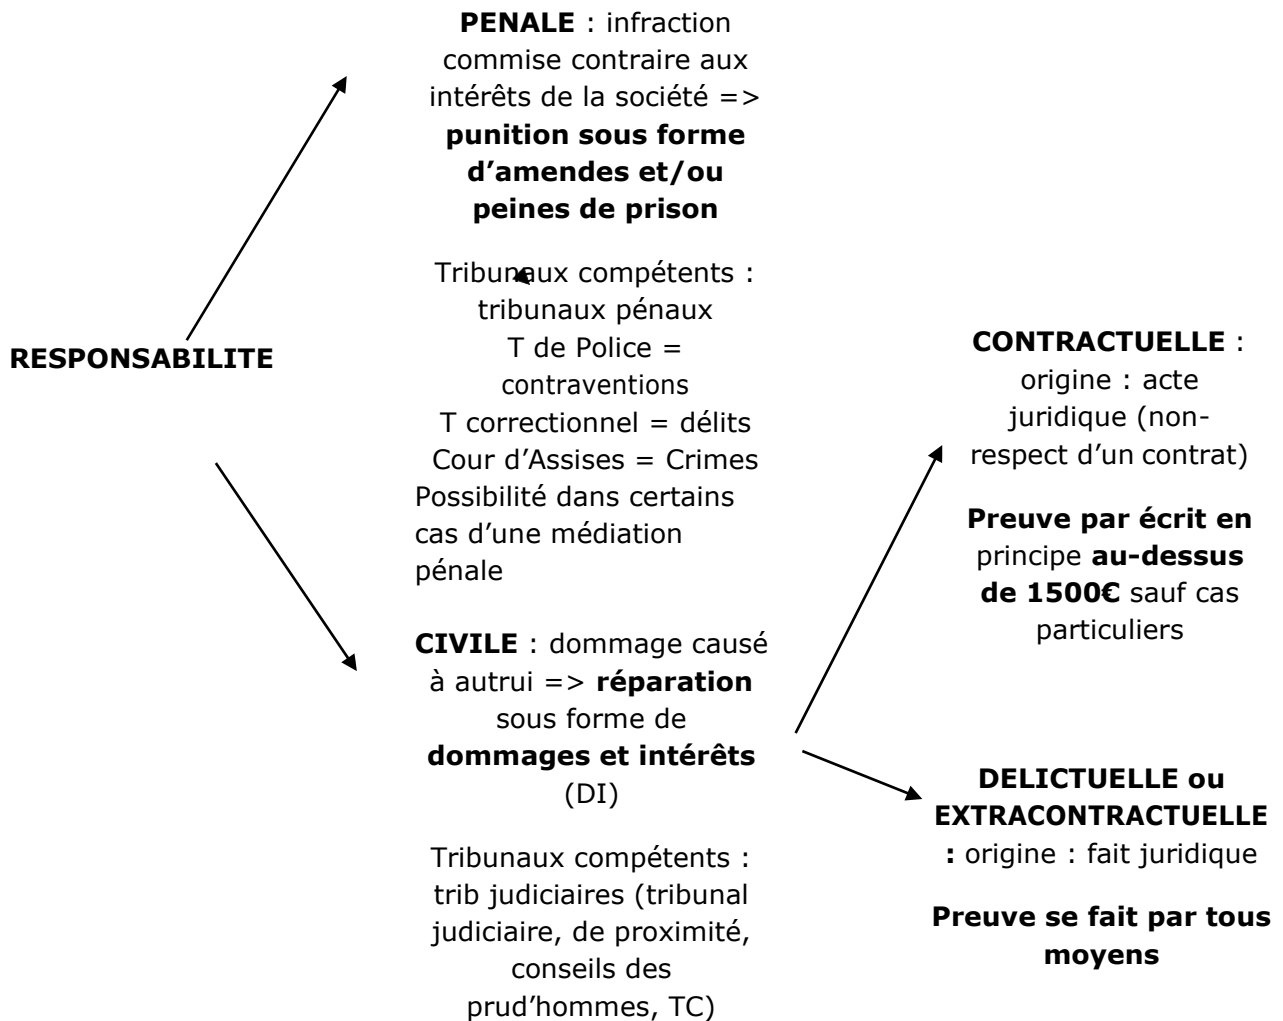 PENALE : infraction
commise contraire aux
intérêts de la société =>
punition sous forme
d’amendes et/ou
peines de prison
Tribunaux compétents :
tribunaux pénaux
T de Police =
contraventions
T correctionnel = délits
Cour d’Assises = Crimes
Possibilité dans certains
cas d’une médiation
pénale
RESPONSABILITE
CIVILE : dommage causé
à autrui => réparation
sous forme de
dommages et intérêts
(DI)
Tribunaux compétents :
trib judiciaires (tribunal
judiciaire, de proximité,
conseils des
prud’hommes, TC)
CONTRACTUELLE :
origine : acte
juridique (non-
respect d’un contrat)
Preuve par écrit en
principe au-dessus
de 1500€ sauf cas
particuliers
DELICTUELLE ou
EXTRACONTRACTUELLE
: origine : fait juridique
Preuve se fait par tous
moyens